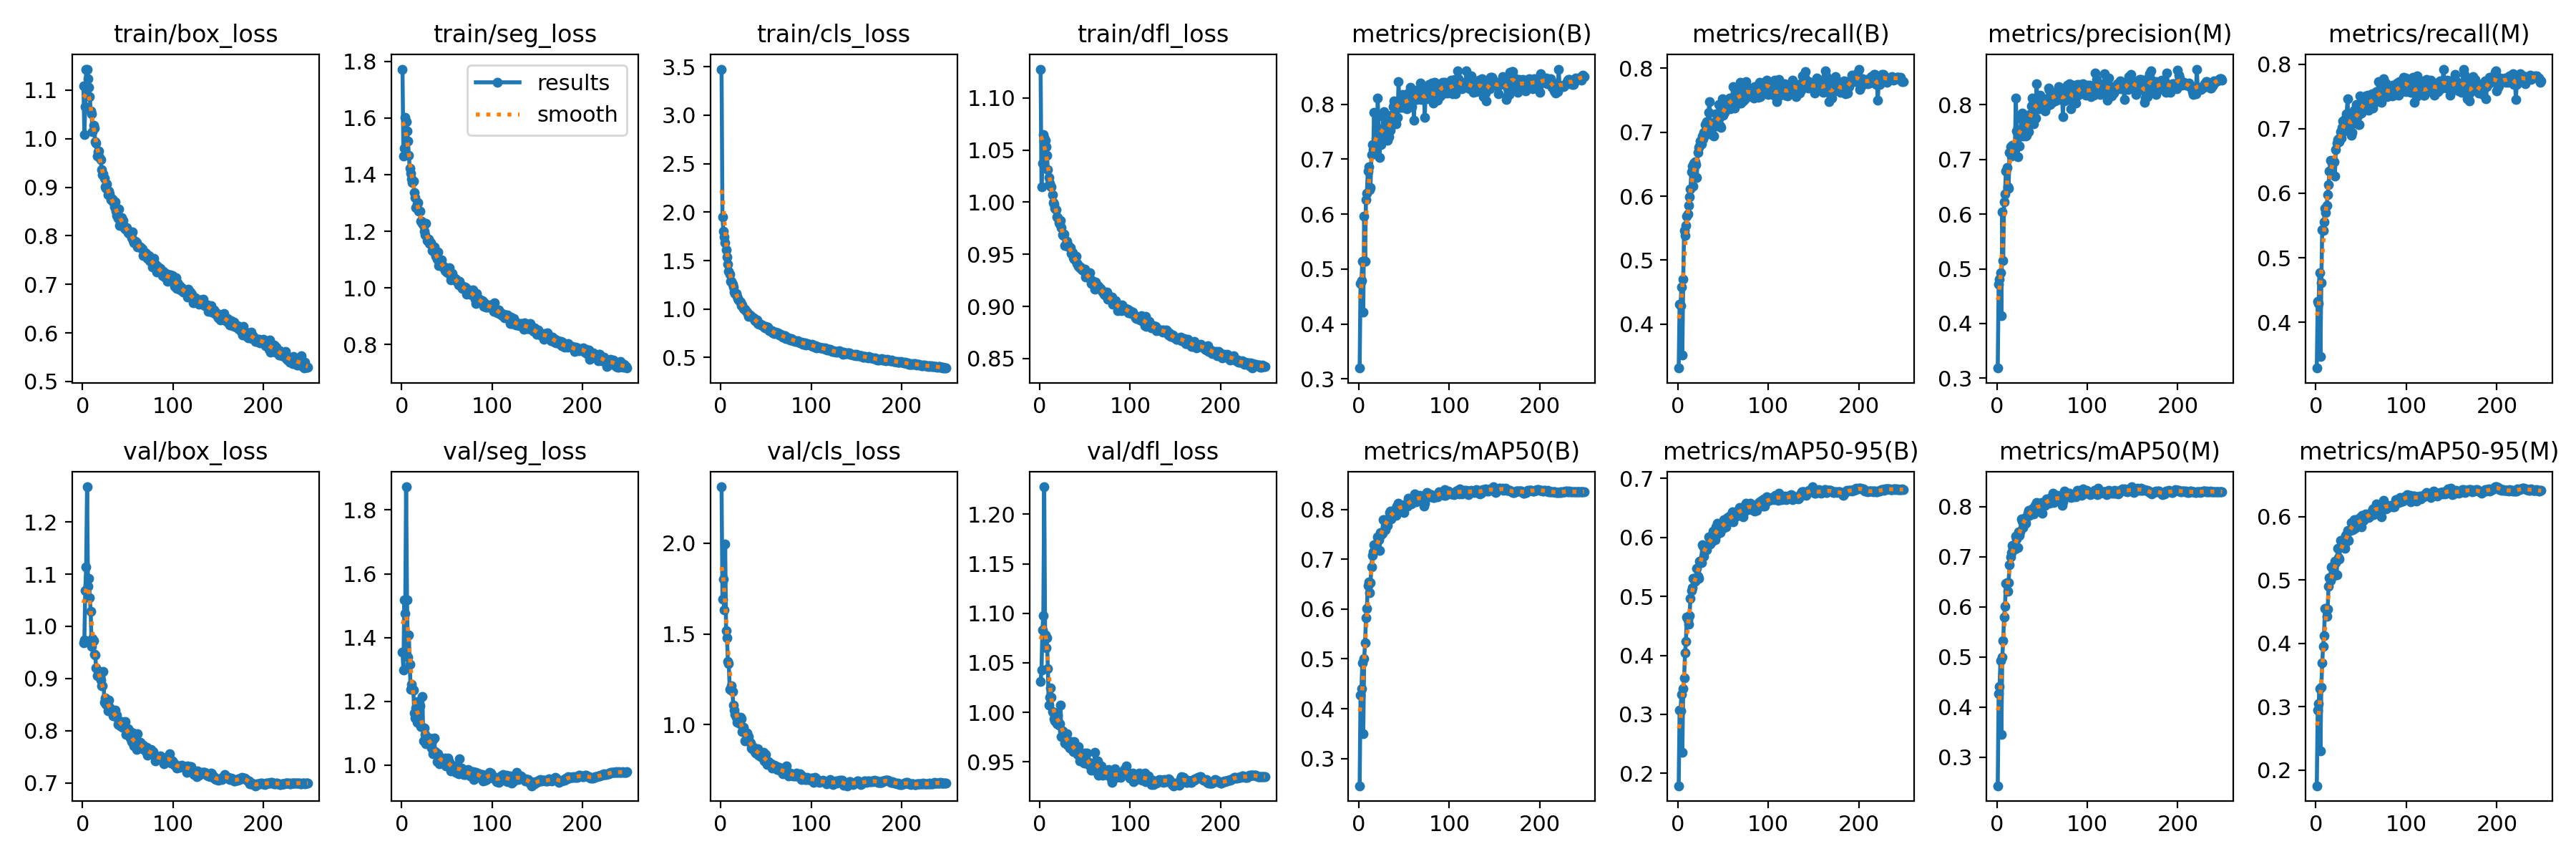 train/box_loss
1.1
1.0
0.9
0.8
0.7
0.6
0.5
0 100 200
train/seg_loss
results
smooth
1.8
1.6
1.4
1.2
1.0
0.8
0 100 200
train/cls_loss
3.5
3.0
2.5
2.0
1.5
1.0
0.5
0 100 200
train/dfl_loss
1.10
1.05
1.00
0.95
0.90
0.85
0 100 200
metrics/precision(B)
0.8
0.7
0.6
0.5
0.4
0.3
0 100 200
metrics/recall(B)
0.8
0.7
0.6
0.5
0.4
0 100 200
metrics/precision(M)
0.8
0.7
0.6
0.5
0.4
0.3
0 100 200
metrics/recall(M)
0.8
0.7
0.6
0.5
0.4
0 100 200
val/box_loss
1.2
1.1
1.0
0.9
0.8
0.7
0 100 200
val/seg_loss
1.8
1.6
1.4
1.2
1.0
0 100 200
val/cls_loss
2.0
1.5
1.0
0 100 200
val/dfl_loss
1.20
1.15
1.10
1.05
1.00
0.95
0 100 200
metrics/mAP50(B)
0.8
0.7
0.6
0.5
0.4
0.3
0 100 200
metrics/mAP50-95(B)
0.7
0.6
0.5
0.4
0.3
0.2
0 100 200
metrics/mAP50(M)
0.8
0.7
0.6
0.5
0.4
0.3
0 100 200
metrics/mAP50-95(M)
0.6
0.5
0.4
0.3
0.2
0 100 200